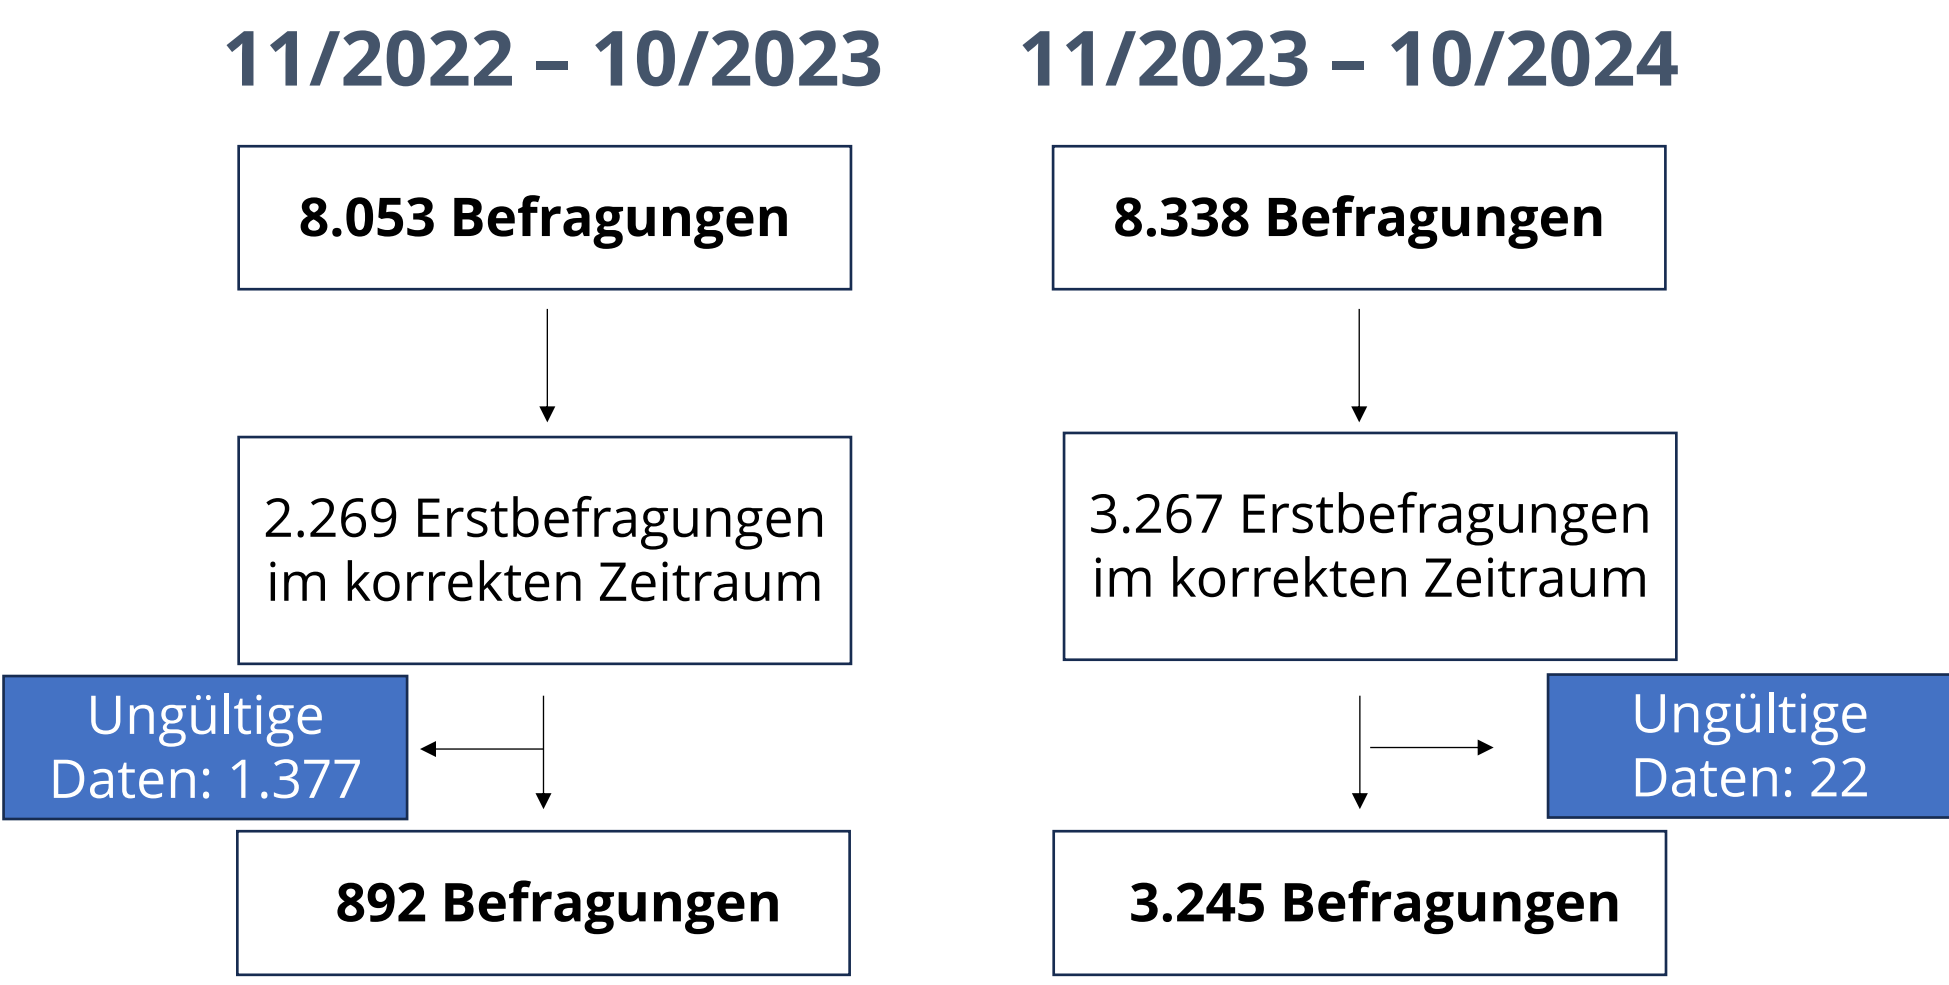 11/2022 – 10/2023
8.053 Befragungen
2.269 Erstbefragungen
im korrekten Zeitraum
Ungültige
Daten: 1.377
892 Befragungen
11/2023 – 10/2024
8.338 Befragungen
3.267 Erstbefragungen
im korrekten Zeitraum
Ungültige
Daten: 22
3.245 Befragungen